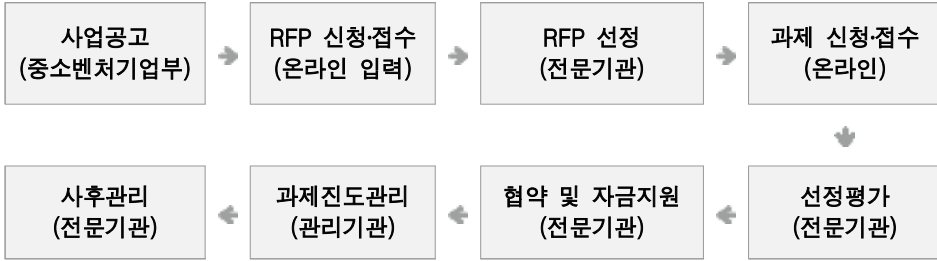 사업공고
(중소벤처기업부)
RFP 신청·접수
(온라인 입력)
RFP 선정
(전문기관)
과제 신청·접수
(온라인)
선정평가
(전문기관)
협약 및 자금지원
(전문기관)
과제진도관리
(관리기관)
사후관리
(전문기관)